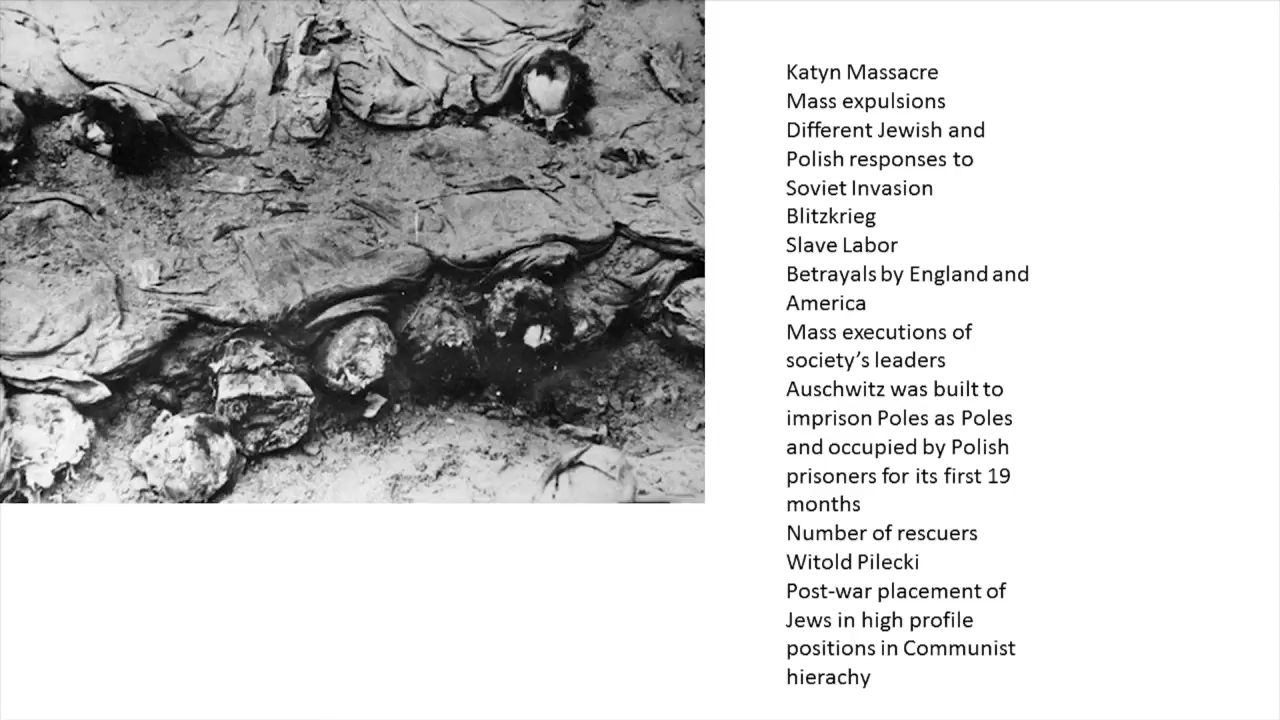 Katyn Massacre
Mass expulsions
Different Jewish and
Polish responses to
Soviet Invasion
Blitzkrieg
Slave Labor
Betrayals by England and
America
Mass executions of
society’s leaders
Auschwitz was built to
imprison Poles as Poles
and occupied by Polish
prisoners for its first 19
months
Number of rescuers
Witold Pilecki
Post-war placement of
Jews in high profile
positions in Communist
hierachy